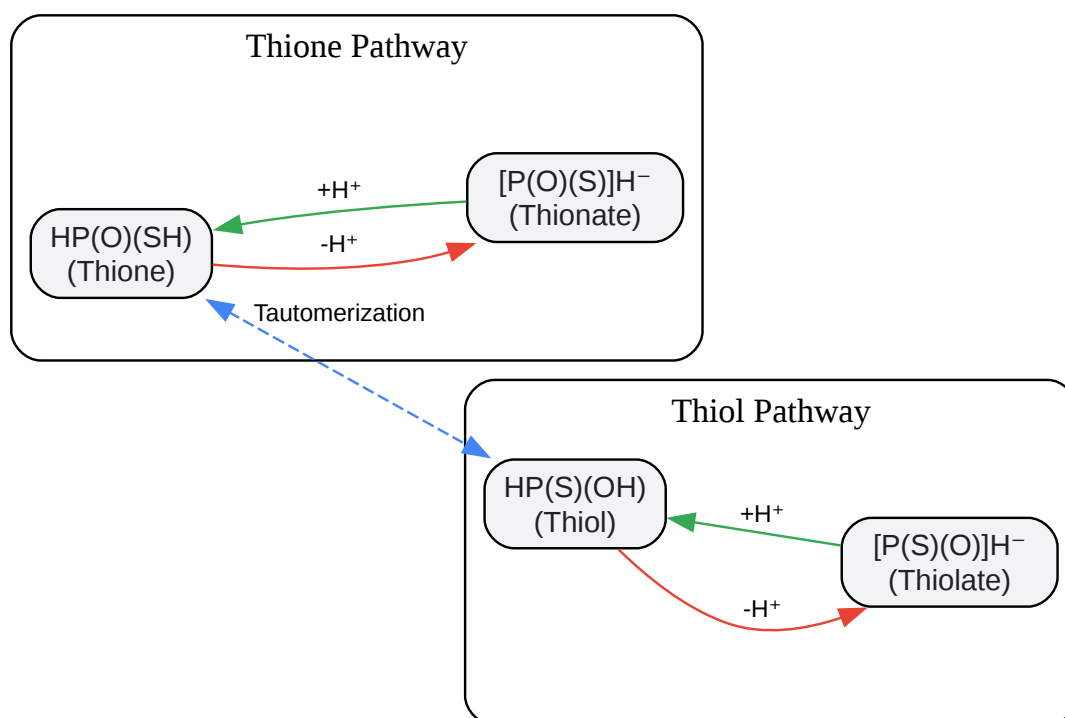 Thione Pathway
+H⁺
[P(O)(S)]H⁻
(Thionate)
HP(O)(SH)
(Thione)
-H⁺
Tautomerization
Thiol Pathway
HP(S)(OH)
(Thiol)
+H⁺
[P(S)(O)]H⁻
(Thiolate)
-H⁺